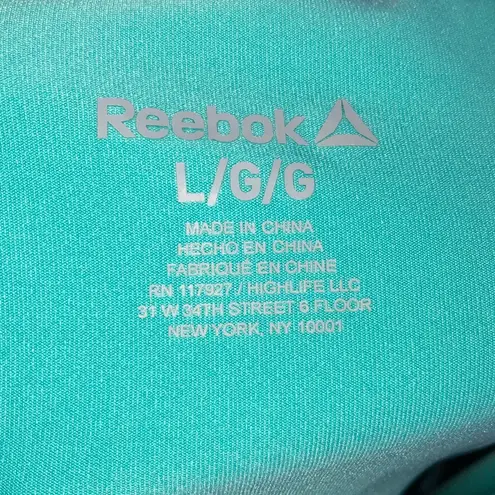 Reebok
L/G/G
MADE IN CHINA
HECHO EN CHINA
FABRIQUÉ EN CHINE
RN 117927 / HIGHLIFE LLC
31 W 34TH STREET 6 FLOOR
NEW YORK, NY 10001